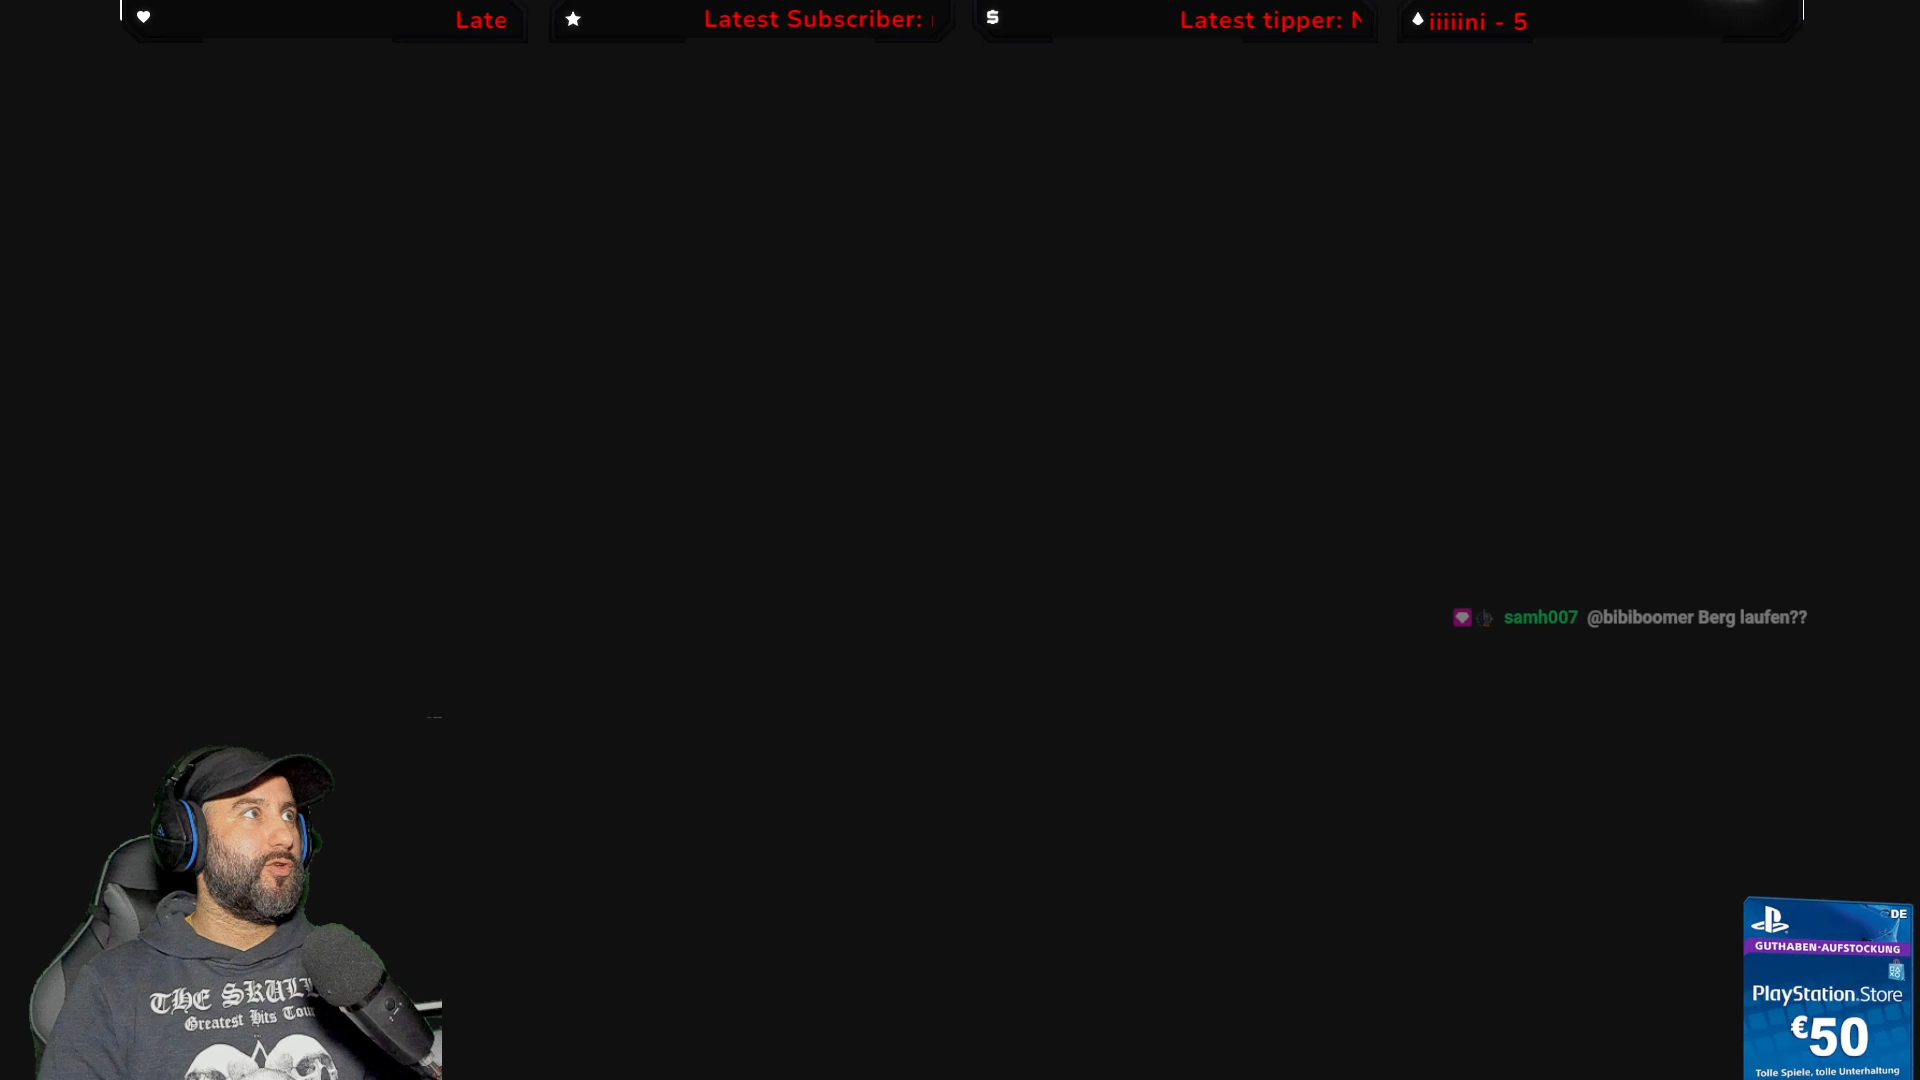 Late
Latest Subscriber:
Latest tipper: N
iiiiini - 5
samh007 @bibiboomer Berg laufen??
THE SKULL
Greatest Hits Tour
DE
GUTHABEN-AUFSTOCKUNG
PlayStation Store
€50
Tolle Spiele, tolle Unterhaltung